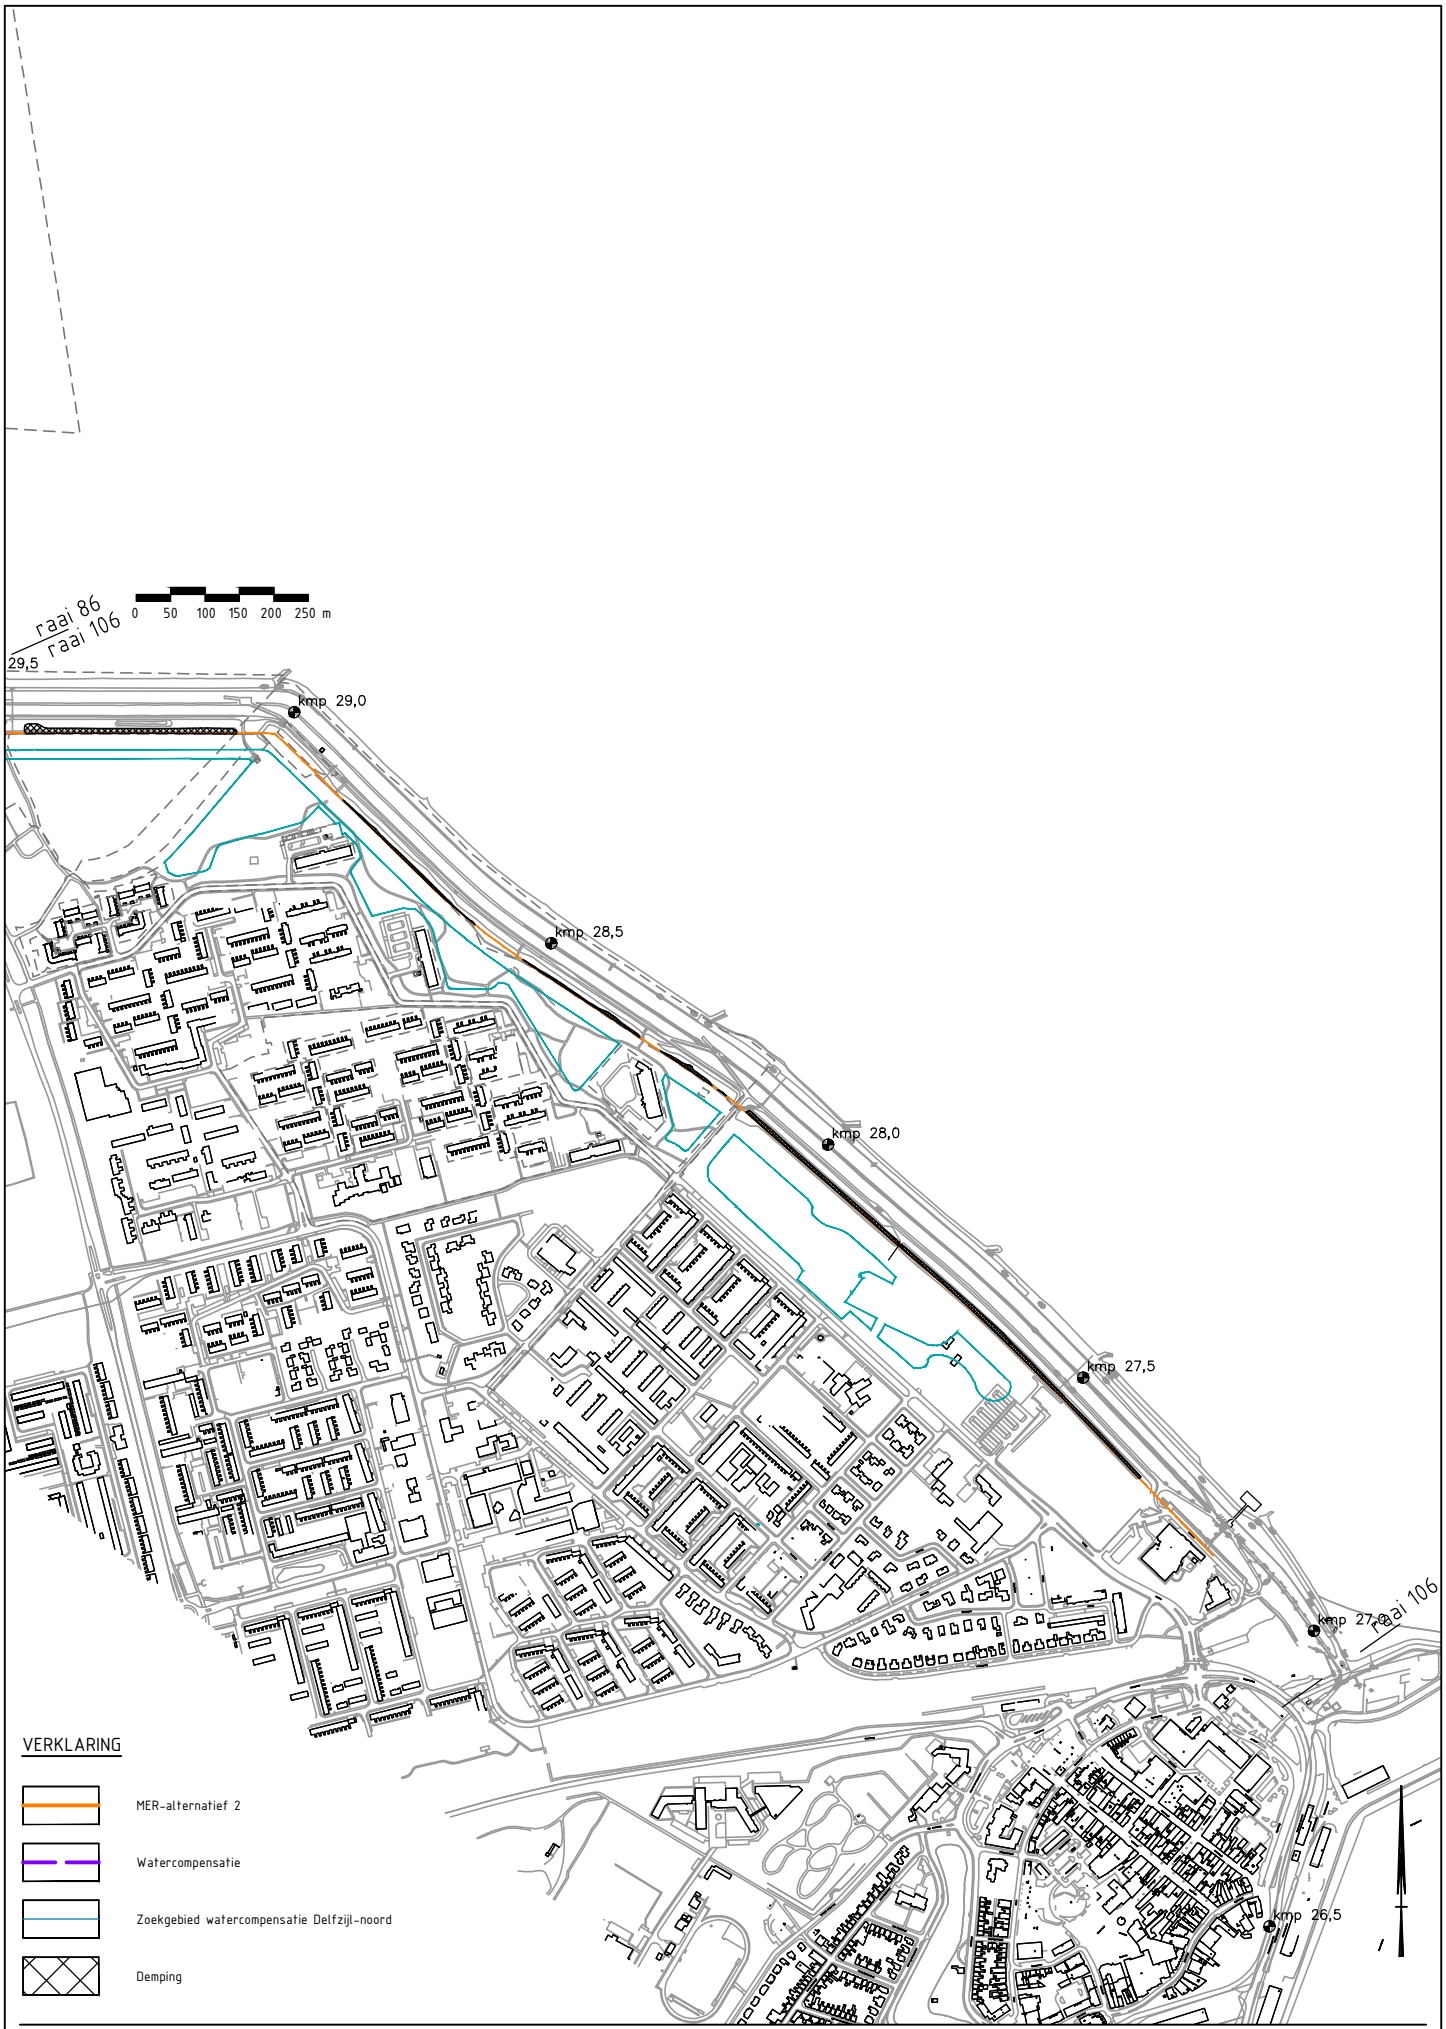 raai 86
raai 106
0 50 100 150 200 250 m
29,5
kmp 29,0
kmp 28,5
kmp 28,0
kmp 27,5
kmp 27,0
raai 106
kmp 26,5
VERKLARING
MER-alternatief 2
Watercompensatie
Zoekgebied watercompensatie Delfzijl-noord
Demping